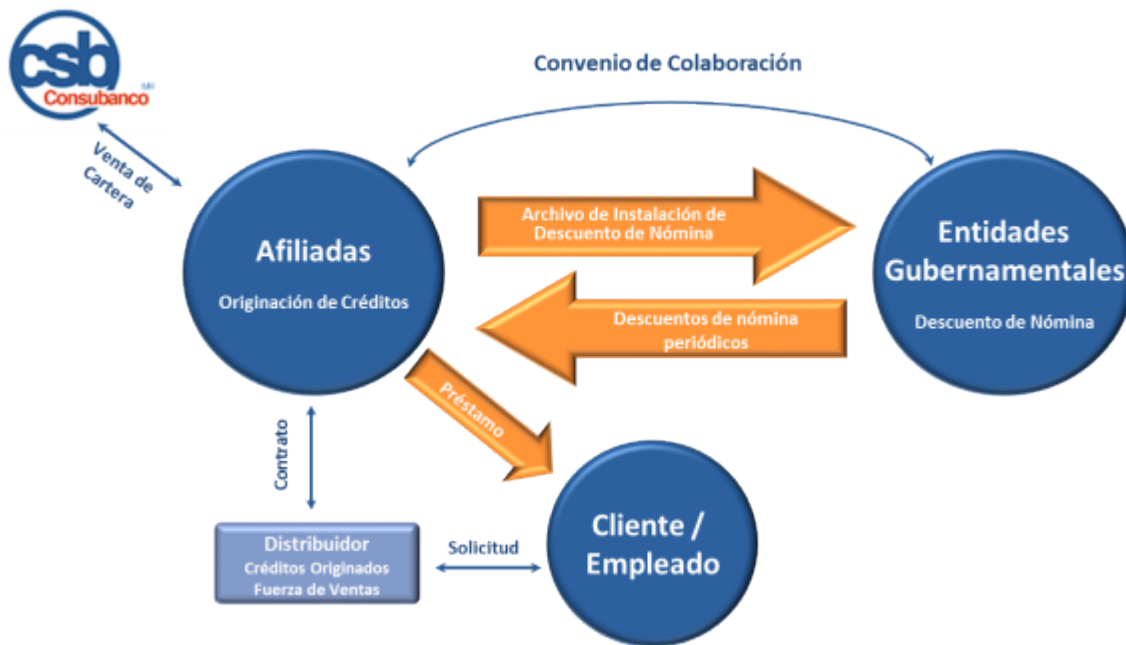 csb
Consubanco
MR
Convenio de Colaboración
Venta de
Cartera
Afiliadas
Originación de Créditos
Archivo de Instalación de
Descuento de Nómina
Entidades
Gubernamentales
Descuento de Nómina
Descuentos de nómina
periódicos
Préstamo
Contrato
Cliente /
Empleado
Distribuidor
Créditos Originados
Fuerza de Ventas
Solicitud